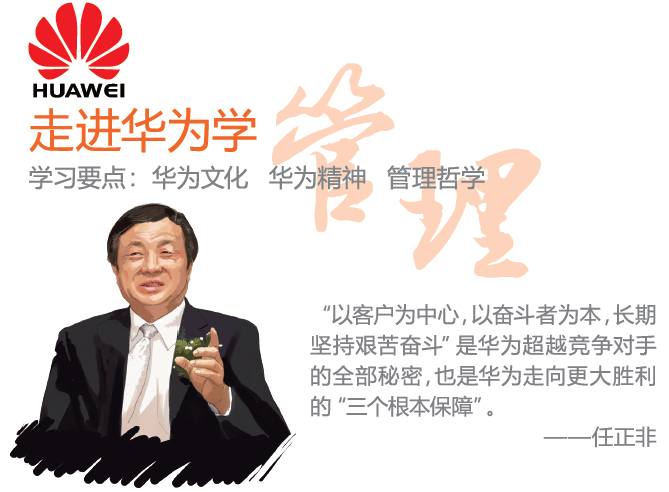 HUAWEI
走进华为学
管理
学习要点：华为文化 华为精神 管理哲学
“以客户为中心，以奋斗者为本，长期
坚持艰苦奋斗”是华为超越竞争对手
的全部秘密，也是华为走向更大胜利
的“三个根本保障”。
——任正非